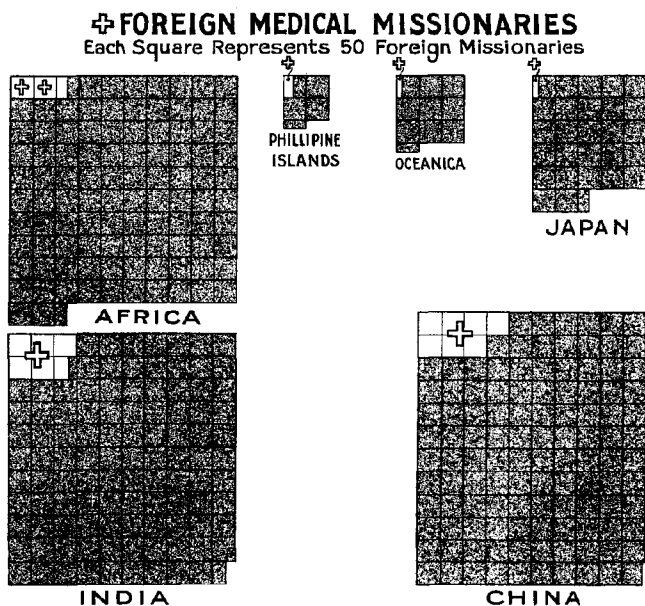 FOREIGN MEDICAL MISSIONARIES
Each Square Represents 50 Foreign Missionaries
PHILLIPINE
ISLANDS
OCEANICA
JAPAN
AFRICA
INDIA
CHINA